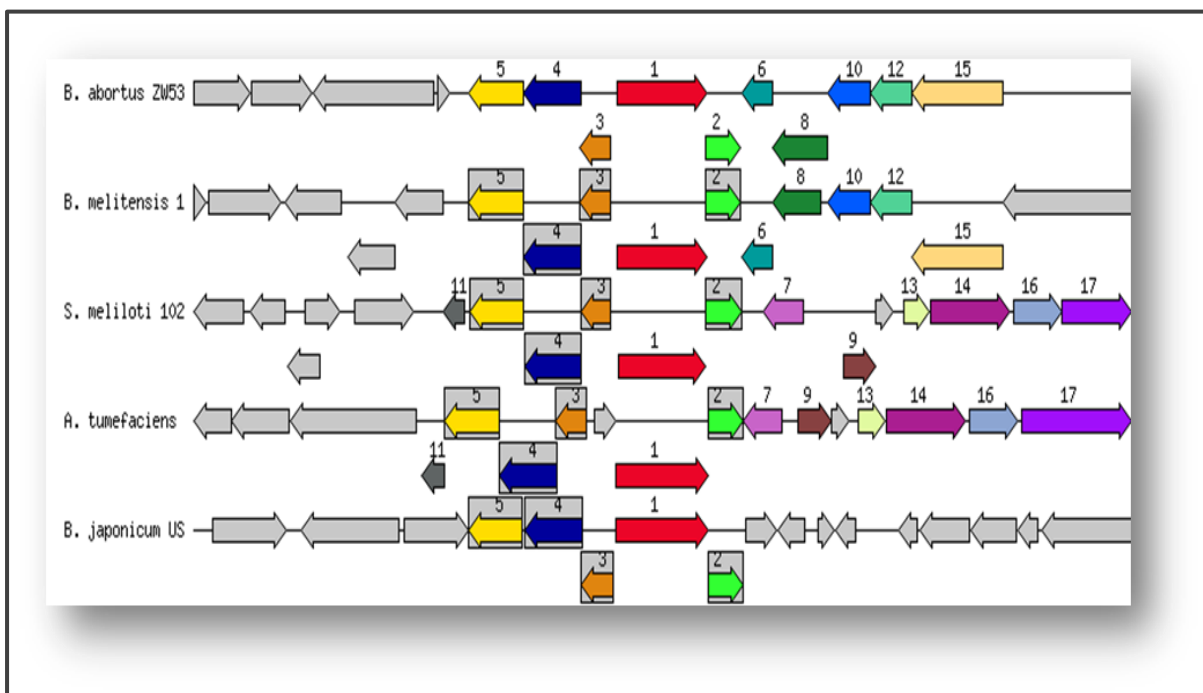 5 4 1 6 10 12 15
B. abortus ZW53
3 2 8
5 3 2 8 10 12
B. melitensis 1
4 1 6 15
11 5 3 2 7 13 14 16 17
S. meliloti 102
4 1 9
5 3 2 7 9 13 14 16 17
A. tumefaciens
11 4 1
5 4 1
B. japonicum US
3 2